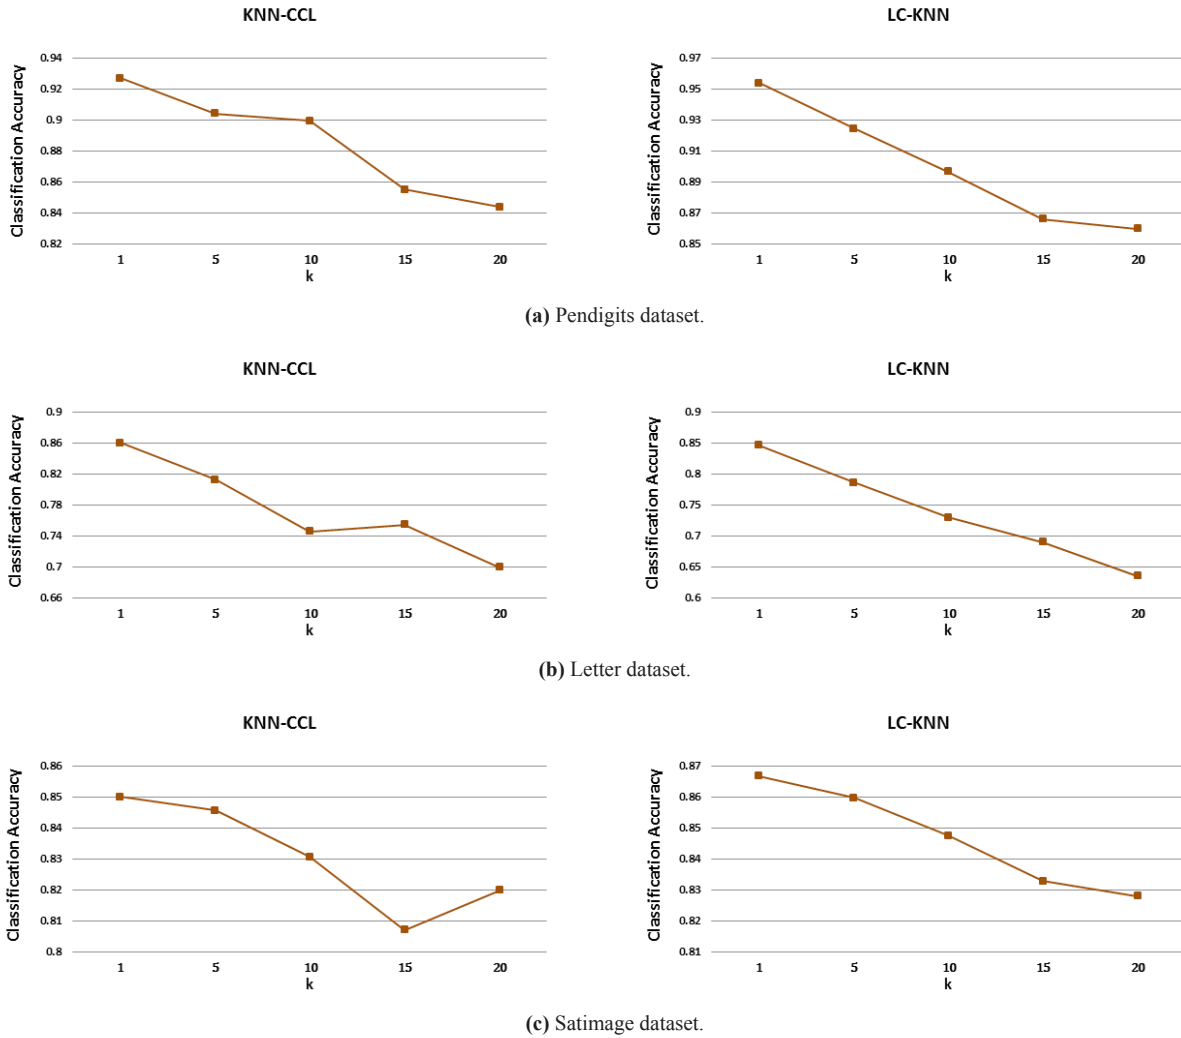 KNN-CCL
LC-KNN
Classification Accuracy
0.94
0.92
0.9
0.88
0.86
0.84
0.82
1 5 10 15 20
k
Classification Accuracy
0.97
0.95
0.93
0.91
0.89
0.87
0.85
1 5 10 15 20
k
(a) Pendigits dataset.
KNN-CCL
LC-KNN
Classification Accuracy
0.9
0.86
0.82
0.78
0.74
0.7
0.66
1 5 10 15 20
k
Classification Accuracy
0.9
0.85
0.8
0.75
0.7
0.65
0.6
1 5 10 15 20
k
(b) Letter dataset.
KNN-CCL
LC-KNN
Classification Accuracy
0.86
0.85
0.84
0.83
0.82
0.81
0.8
1 5 10 15 20
k
Classification Accuracy
0.87
0.86
0.85
0.84
0.83
0.82
0.81
1 5 10 15 20
k
(c) Satimage dataset.